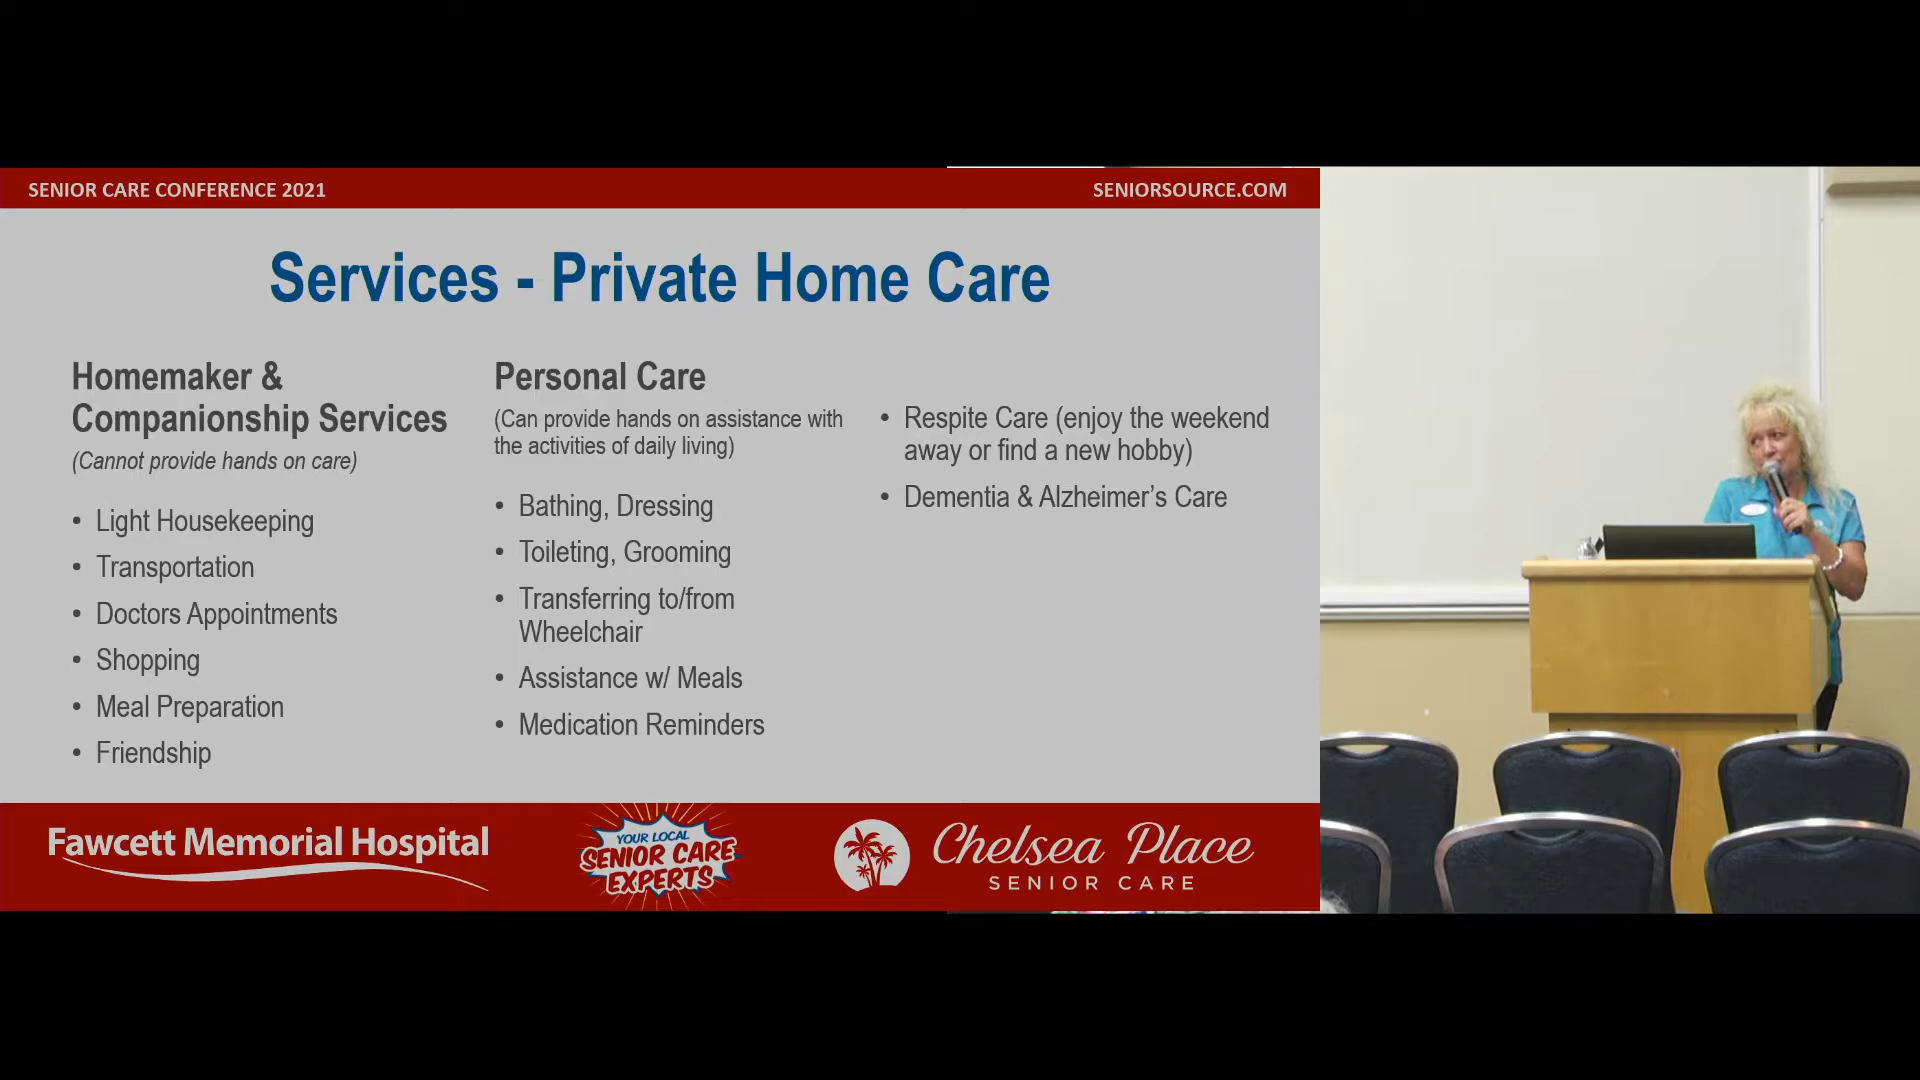 SENIOR CARE CONFERENCE 2021
SENIORSOURCE.COM
Services - Private Home Care
Homemaker &
Companionship Services
(Cannot provide hands on care)
• Light Housekeeping
• Transportation
• Doctors Appointments
• Shopping
• Meal Preparation
• Friendship
Personal Care
(Can provide hands on assistance with
the activities of daily living)
• Bathing, Dressing
• Toileting, Grooming
• Transferring to/from
Wheelchair
• Assistance w/ Meals
• Medication Reminders
• Respite Care (enjoy the weekend
away or find a new hobby)
• Dementia & Alzheimer’s Care
Fawcett Memorial Hospital
YOUR LOCAL
SENIOR CARE
EXPERTS
Chelsea Place
SENIOR CARE